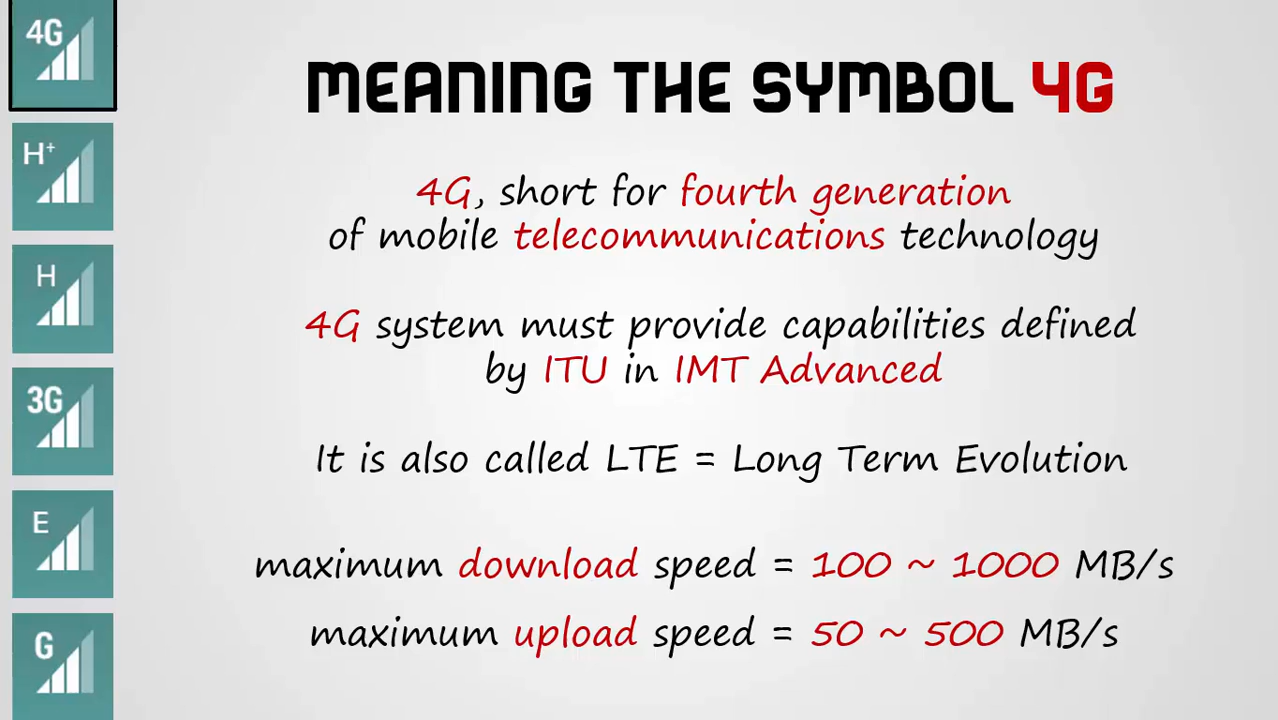 4G
H+
H
3G
E
G
MEANING THE SYMBOL 4G
4G, short for fourth generation
of mobile telecommunications technology
4G system must provide capabilities defined
by ITU in IMT Advanced
It is also called LTE = Long Term Evolution
maximum download speed = 100 ~ 1000 MB/s
maximum upload speed = 50 ~ 500 MB/s